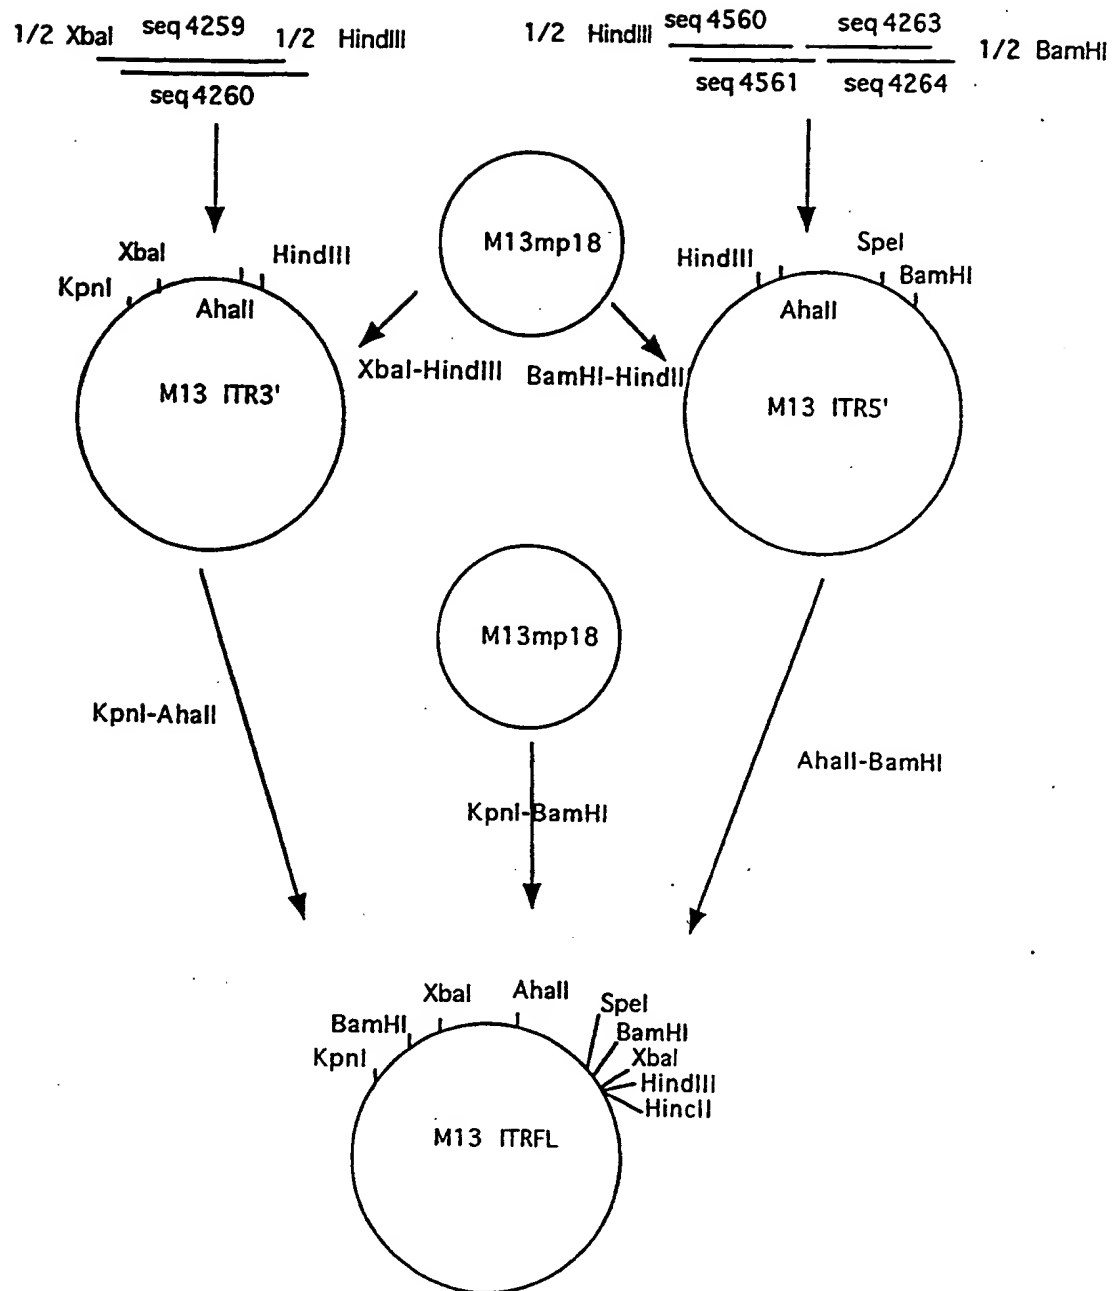 1/2 XbaI seq 4259 1/2 HindIII
seq 4260
1/2 HindIII seq 4560 seq 4263 1/2 BamHI
seq 4561 seq 4264
M13mp18
KpnI XbaI AhaII HindIII
M13 ITR3'
XbaI-HindIII BamHI-HindII
HindIII AhaII SpeI BamHI
M13 ITR5'
M13mp18
KpnI-AhaII
KpnI-BamHI
AhaII-BamHI
KpnI BamHI XbaI AhaII SpeI
BamHI
XbaI
HindIII
HincII
M13 ITRFL